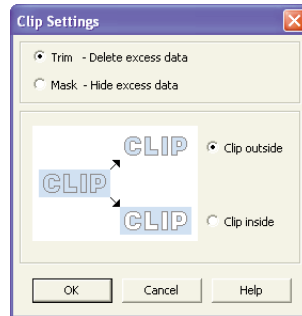 Clip Settings
Trim - Delete excess data
Mask - Hide excess data
CLIP
Clip outside
CLIP
CLIP
Clip inside
OK Cancel Help